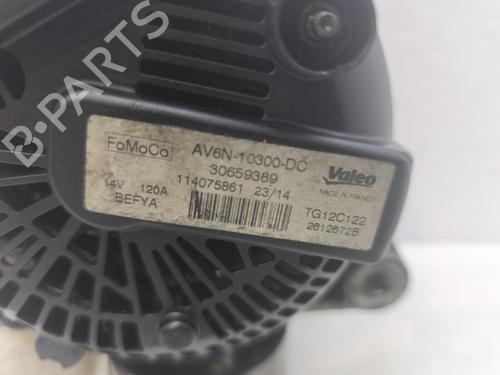 FoMoCo
AV6N-10300-DC
30659389
114075861 23/14
14V 120A
BEFYA
Valeo
MADE IN FRANCE
TG12C122
2612672B
B-PARTS